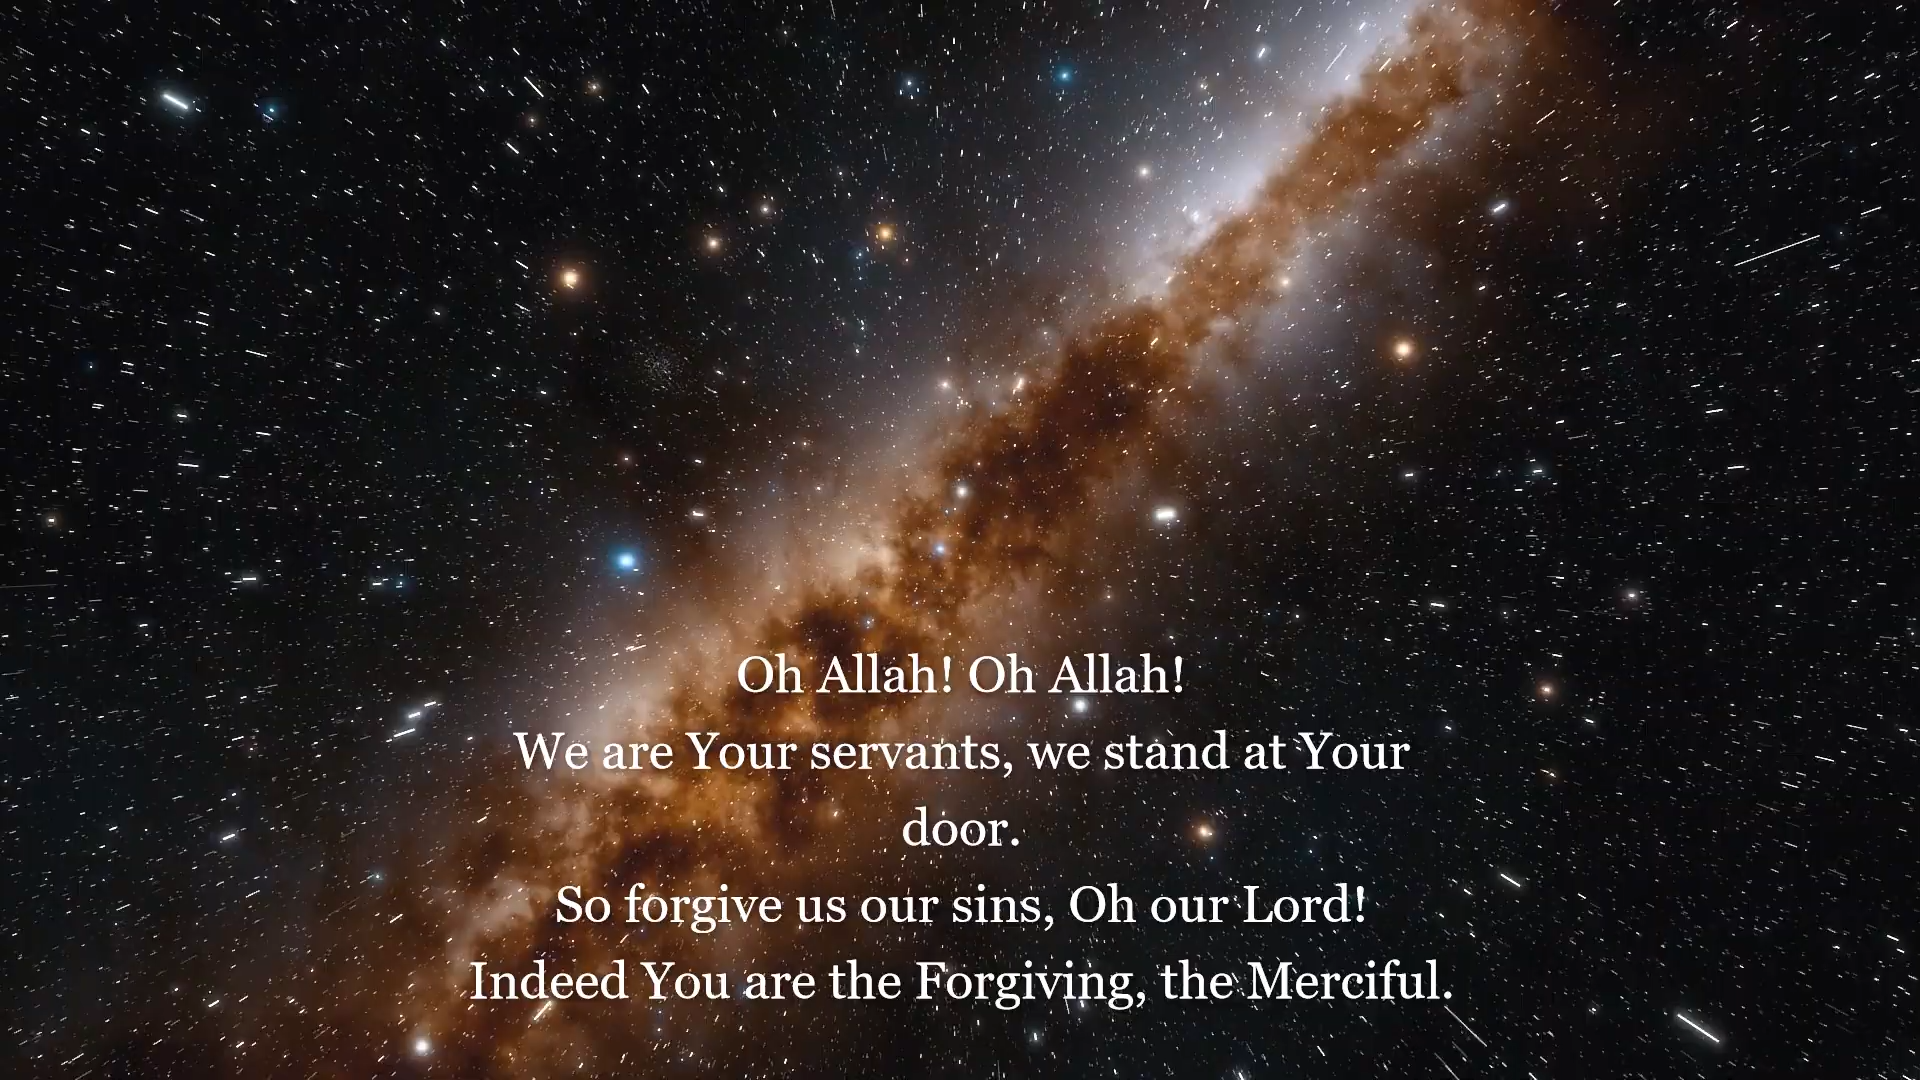 Oh Allah! Oh Allah!
We are Your servants, we stand at Your
door.
So forgive us our sins, Oh our Lord!
Indeed You are the Forgiving, the Merciful.